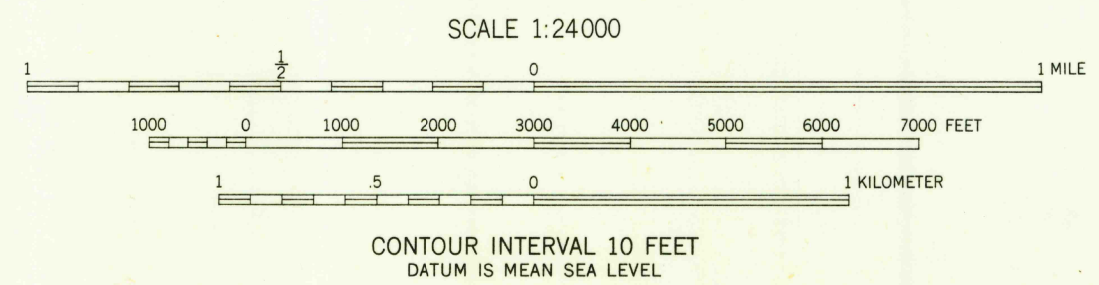 SCALE 1:24000
1 1/2 0 1 MILE
1000 0 1000 2000 3000 4000 5000 6000 7000 FEET
1 .5 0 1 KILOMETER
CONTOUR INTERVAL 10 FEET
DATUM IS MEAN SEA LEVEL